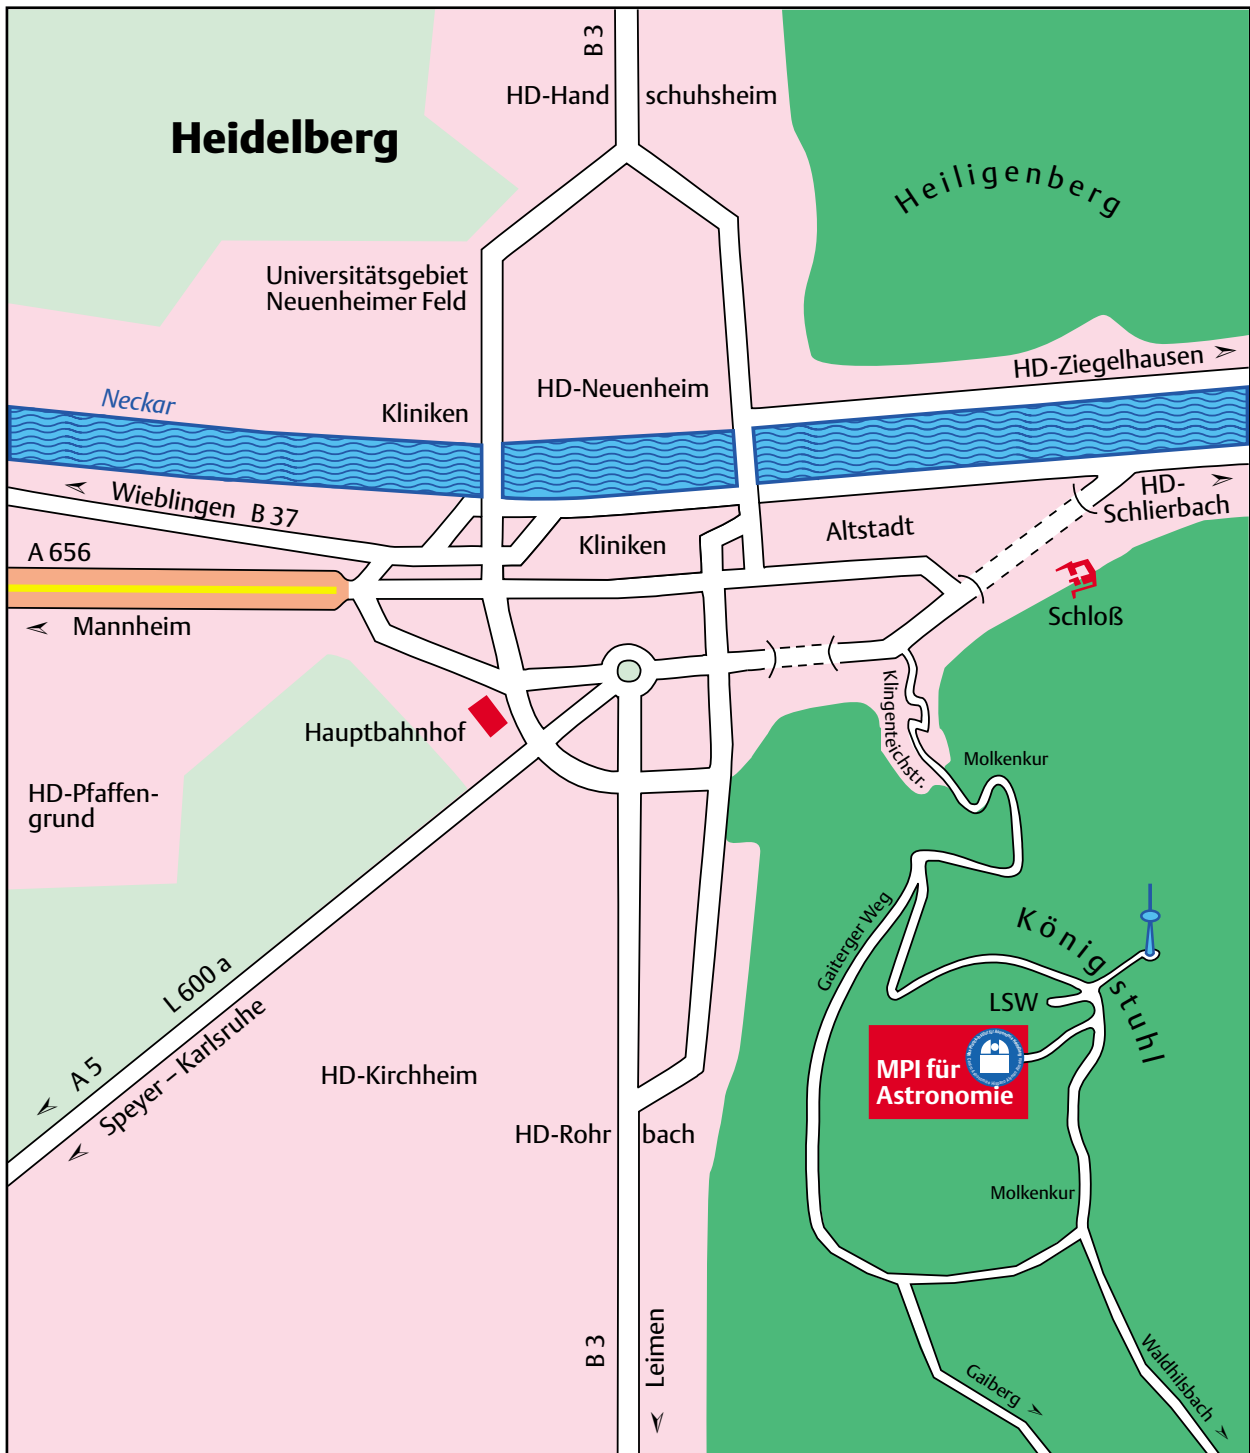 B 3
HD-Hand schuhsheim
Heidelberg
Heiligenberg
Universitätsgebiet
Neuenheimer Feld
HD-Ziegelhausen
HD-Neuenheim
Neckar
Kliniken
HD-
Schlierbach
Wieblingen B 37
Altstadt
Kliniken
A 656
Mannheim
Schloß
Klingenteichstr.
Hauptbahnhof
Molkenkur
HD-Pfaffen-
grund
Gaiterger Weg
Königstuhl
L 600 a
LSW
A 5
Speyer – Karlsruhe
MPI für
Astronomie
HD-Kirchheim
HD-Rohr bach
Molkenkur
B 3
Leimen
Gaiberg
Waldhilsbach